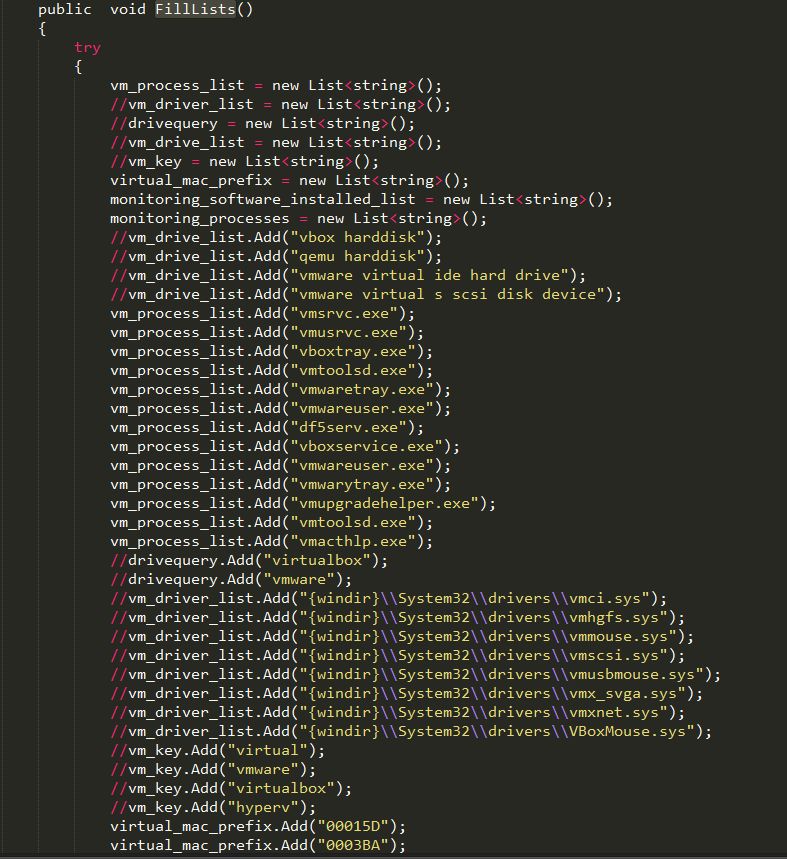 public  void FillLists()
{
try
{
vm_process_list = new List<string>();
//vm_driver_list = new List<string>();
//drivequery = new List<string>();
//vm_drive_list = new List<string>();
//vm_key = new List<string>();
virtual_mac_prefix = new List<string>();
monitoring_software_installed_list = new List<string>();
monitoring_processes = new List<string>();
//vm_drive_list.Add("vbox harddisk");
//vm_drive_list.Add("qemu harddisk");
//vm_drive_list.Add("vmware virtual ide hard drive");
//vm_drive_list.Add("vmware virtual s scsi disk device");
vm_process_list.Add("vmsrvc.exe");
vm_process_list.Add("vmusrvc.exe");
vm_process_list.Add("vboxtray.exe");
vm_process_list.Add("vmtoolsd.exe");
vm_process_list.Add("vmwaretray.exe");
vm_process_list.Add("vmwareuser.exe");
vm_process_list.Add("df5serv.exe");
vm_process_list.Add("vboxservice.exe");
vm_process_list.Add("vmwareuser.exe");
vm_process_list.Add("vmwarytray.exe");
vm_process_list.Add("vmupgradehelper.exe");
vm_process_list.Add("vmtoolsd.exe");
vm_process_list.Add("vmacthlp.exe");
//drivequery.Add("virtualbox");
//drivequery.Add("vmware");
//vm_driver_list.Add("{windir}\\System32\\drivers\\vmci.sys");
//vm_driver_list.Add("{windir}\\System32\\drivers\\vmhgfs.sys");
//vm_driver_list.Add("{windir}\\System32\\drivers\\vmmouse.sys");
//vm_driver_list.Add("{windir}\\System32\\drivers\\vmscsi.sys");
//vm_driver_list.Add("{windir}\\System32\\drivers\\vmusbmouse.sys");
//vm_driver_list.Add("{windir}\\System32\\drivers\\vmx_svga.sys");
//vm_driver_list.Add("{windir}\\System32\\drivers\\vmxnet.sys");
//vm_driver_list.Add("{windir}\\System32\\drivers\\VBoxMouse.sys");
//vm_key.Add("virtual");
//vm_key.Add("vmware");
//vm_key.Add("virtualbox");
//vm_key.Add("hyperv");
virtual_mac_prefix.Add("00015D");
virtual_mac_prefix.Add("0003BA");